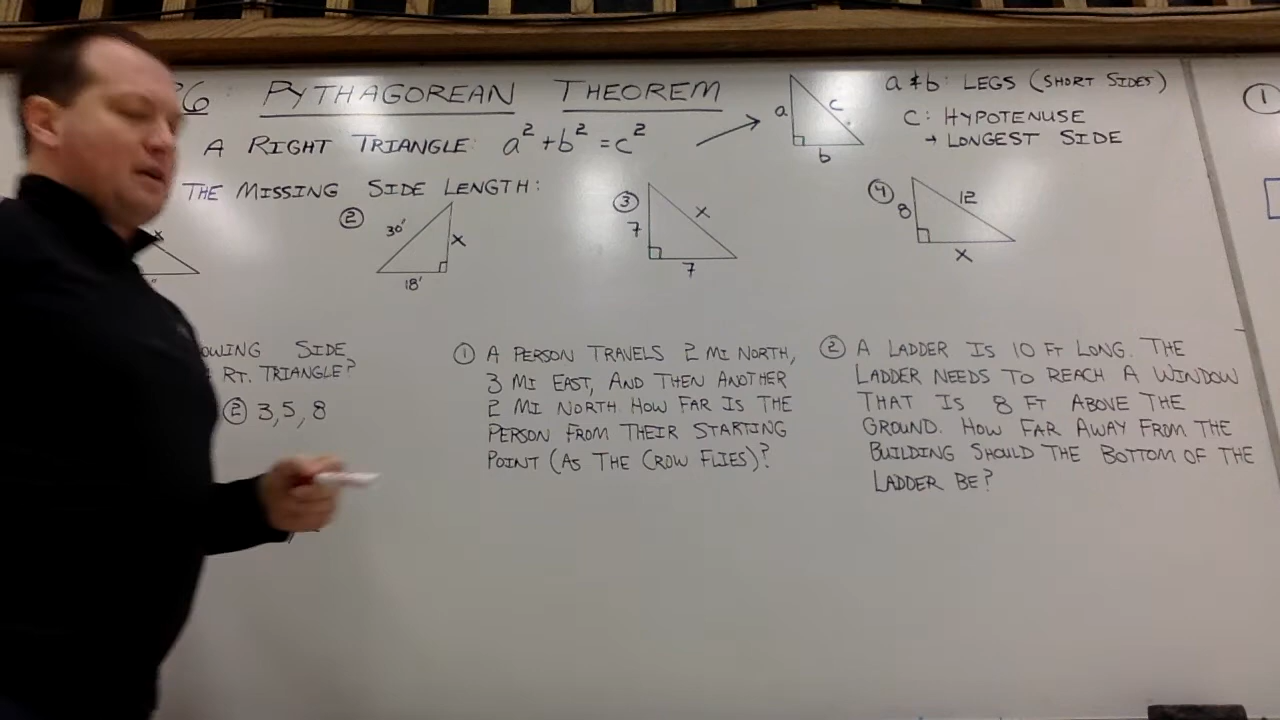 6: PYTHAGOREAN THEOREM
A RIGHT TRIANGLE: a² + b² = c²
a
c
b
a & b: LEGS (SHORT SIDES)
C: HYPOTENUSE
→ LONGEST SIDE
THE MISSING SIDE LENGTH:
x
② 30' x
18'
③ 7 x
7
④ 8 12
x
SIDE
RT. TRIANGLE?
② 3, 5, 8
① A PERSON TRAVELS 2 MI NORTH,
3 MI EAST, AND THEN ANOTHER
2 MI NORTH. HOW FAR IS THE
PERSON FROM THEIR STARTING
POINT (AS THE CROW FLIES)?
② A LADDER IS 10 FT LONG. THE
LADDER NEEDS TO REACH A WINDOW
THAT IS 8 FT ABOVE THE
GROUND. HOW FAR AWAY FROM THE
BUILDING SHOULD THE BOTTOM OF THE
LADDER BE?
①